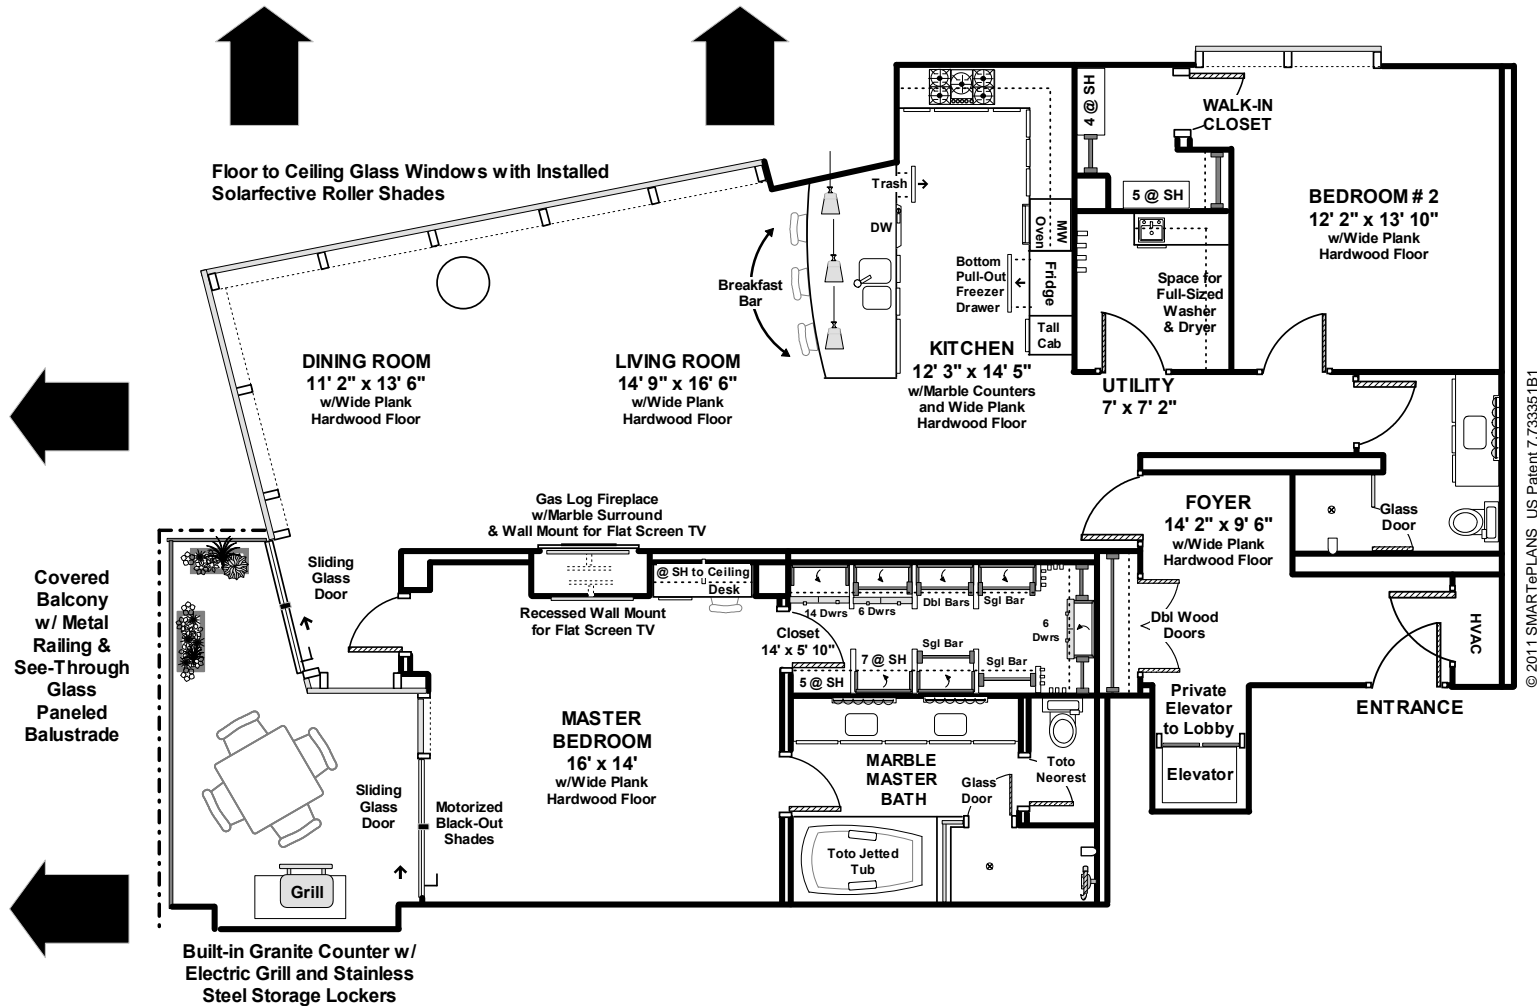 Floor to Ceiling Glass Windows with Installed
Solarfective Roller Shades
4 @ SH
WALK-IN
CLOSET
5 @ SH
BEDROOM # 2
12' 2" x 13' 10"
w/Wide Plank
Hardwood Floor
Trash
DW
MW
Oven
Bottom
Pull-Out
Freezer
Drawer
Fridge
Tall
Cab
Space for
Full-Sized
Washer
& Dryer
Breakfast
Bar
DINING ROOM
11' 2" x 13' 6"
w/Wide Plank
Hardwood Floor
LIVING ROOM
14' 9" x 16' 6"
w/Wide Plank
Hardwood Floor
KITCHEN
12' 3" x 14' 5"
w/Marble Counters
and Wide Plank
Hardwood Floor
UTILITY
7' x 7' 2"
Gas Log Fireplace
w/Marble Surround
& Wall Mount for Flat Screen TV
FOYER
14' 2" x 9' 6"
w/Wide Plank
Hardwood Floor
Glass
Door
© 2011 SMARTePLANS  US Patent 7,733351B1
Covered
Balcony
w/ Metal
Railing &
See-Through
Glass
Paneled
Balustrade
Sliding
Glass
Door
@ SH to Ceiling
Desk
Recessed Wall Mount
for Flat Screen TV
14 Dwrs
6 Dwrs
Dbl Bars
Sgl Bar
Closet
14' x 5' 10"
Sgl Bar
7 @ SH
Sgl Bar
5 @ SH
6
Dwrs
Dbl Wood
Doors
HVAC
Private
Elevator
to Lobby
ENTRANCE
Elevator
MASTER
BEDROOM
16' x 14'
w/Wide Plank
Hardwood Floor
MARBLE
MASTER
BATH
Glass
Door
Toto
Neorest
Sliding
Glass
Door
Motorized
Black-Out
Shades
Toto Jetted
Tub
Grill
Built-in Granite Counter w/
Electric Grill and Stainless
Steel Storage Lockers